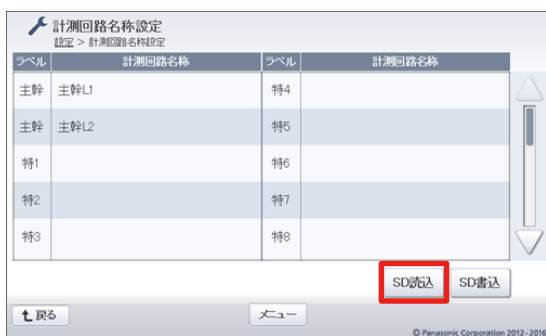 計測回路名称設定
設定 > 計測回路名称設定
ラベル 計測回路名称 ラベル 計測回路名称
主幹 主幹L1 特4
主幹 主幹L2 特5
特1 特6
特2 特7
特3 特8
SD読込 SD書込
戻る メニュー
© Panasonic Corporation 2012-2016